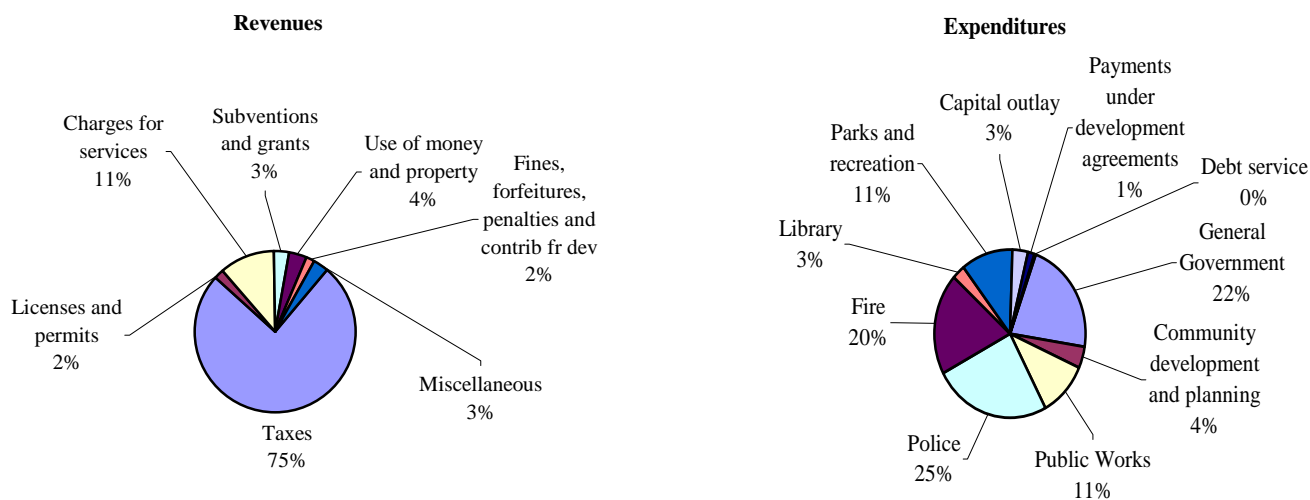 Revenues
Charges for
services
11%
Subventions
and grants
3%
Use of money
and property
4%
Fines,
forfeitures,
penalties and
contrib fr dev
2%
Licenses and
permits
2%
Miscellaneous
3%
Taxes
75%
Expenditures
Parks and
recreation
11%
Capital outlay
3%
Payments
under
development
agreements
1%
Debt service
0%
Library
3%
General
Government
22%
Fire
20%
Community
development
and planning
4%
Police
25%
Public Works
11%